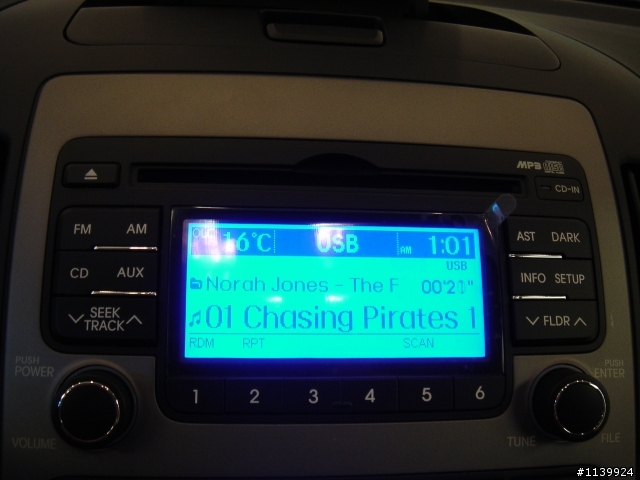 MP3
CD-IN
FM AM
CD AUX
SEEK
TRACK
16°C USB AM 1:01
USB
Norah Jones - The F 00'21"
01 Chasing Pirates 1
RDM RPT SCAN
AST DARK
INFO SETUP
FLDR
PUSH
POWER
VOLUME
1 2 3 4 5 6
PUSH
ENTER
TUNE FILE
#1139924